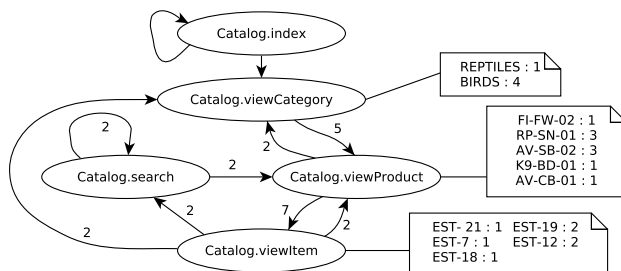 Catalog.index
REPTILES : 1
BIRDS : 4
Catalog.viewCategory
5
2
2
FI-FW-02 : 1
RP-SN-01 : 3
AV-SB-02 : 3
K9-BD-01 : 1
AV-CB-01 : 1
Catalog.search
2
Catalog.viewProduct
7
2
2
2
EST- 21 : 1 EST-19 : 2
EST-7 : 1 EST-12 : 2
EST-18 : 1
Catalog.viewItem